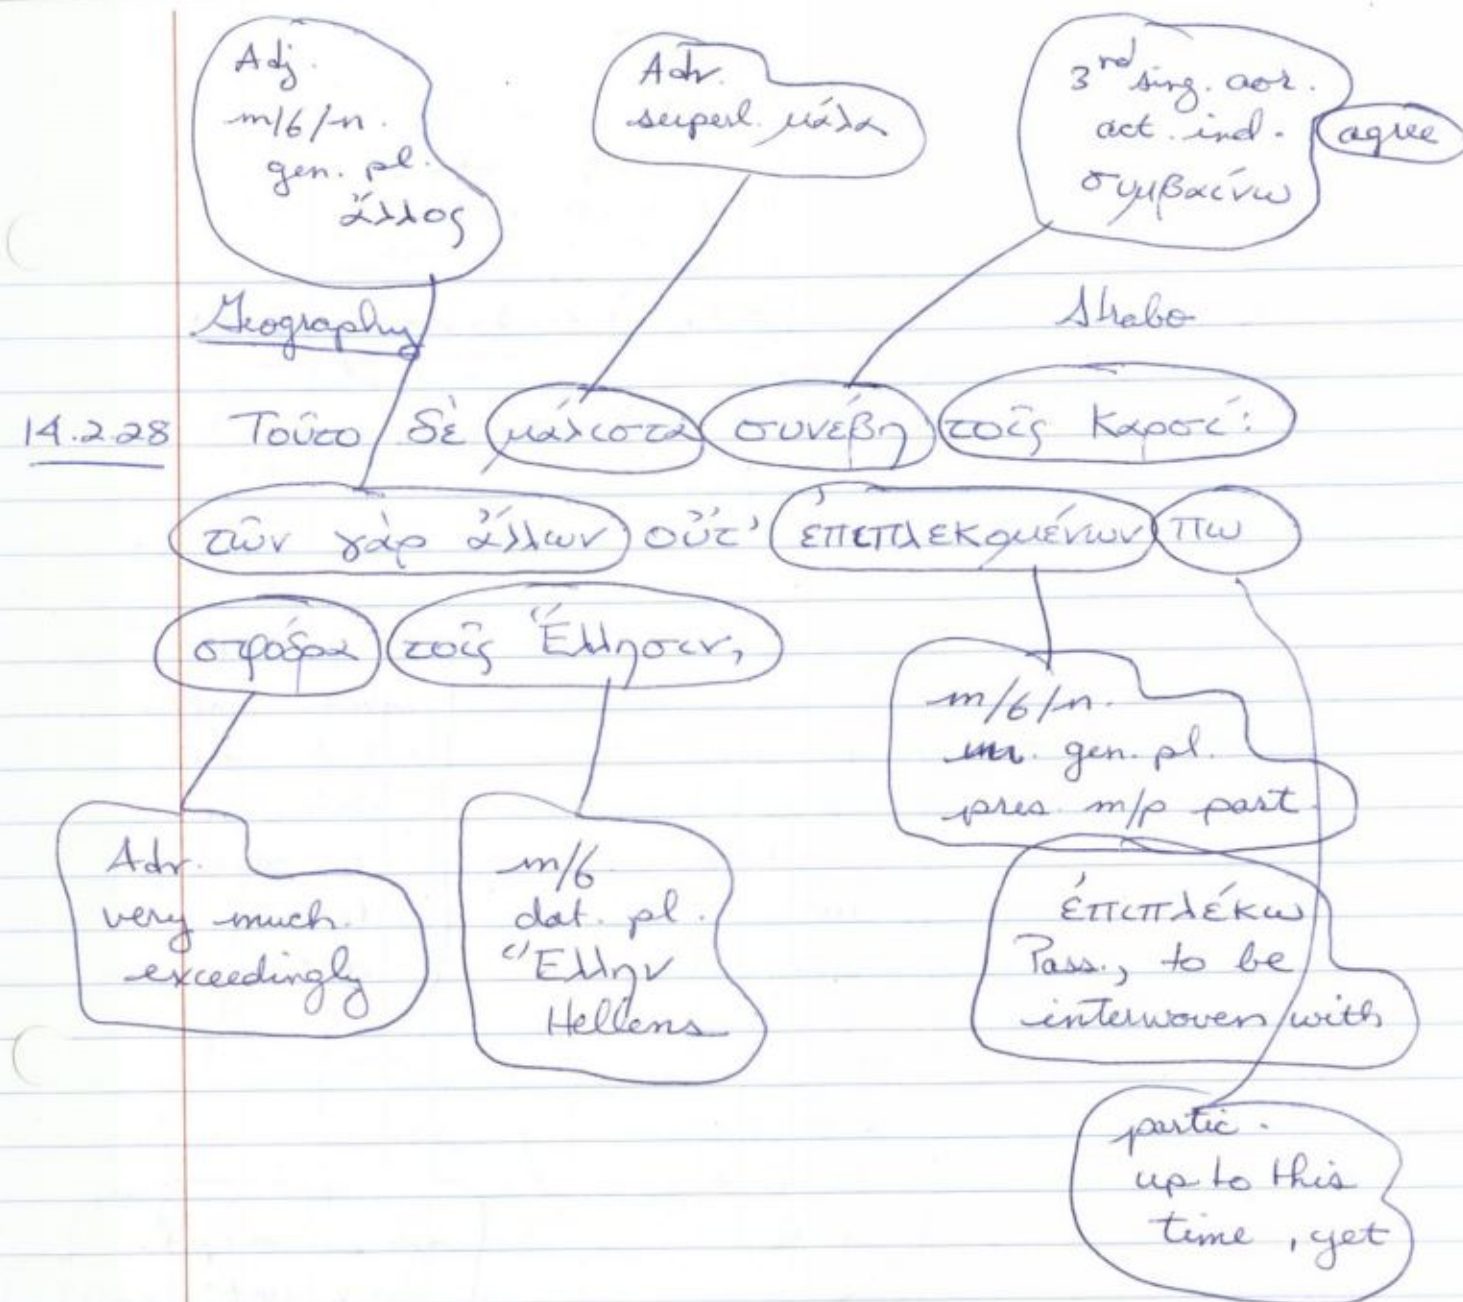 Adj.
m/f/n.
gen. pl.
ἄλλος
Adv.
superl. μάλα
3rd sing. aor.
act. ind.
συμβαίνω
agree
Geography
Strabo
14.2.28 Τοῦτο δὲ μάλιστα συνέβη τοῖς Καρσί:
τῶν γὰρ ἄλλων οὔτ' ἐπιπλεκομένων πω
σφόδρα τοῖς Ἕλλησιν,
Adv.
very much
exceedingly
m/f
dat. pl.
Ἕλλην
Hellens
m/f/n.
gen. pl.
pres. m/p part.
ἐπιπλέκω
Pass., to be
interwoven with
partic.
up to this
time, yet